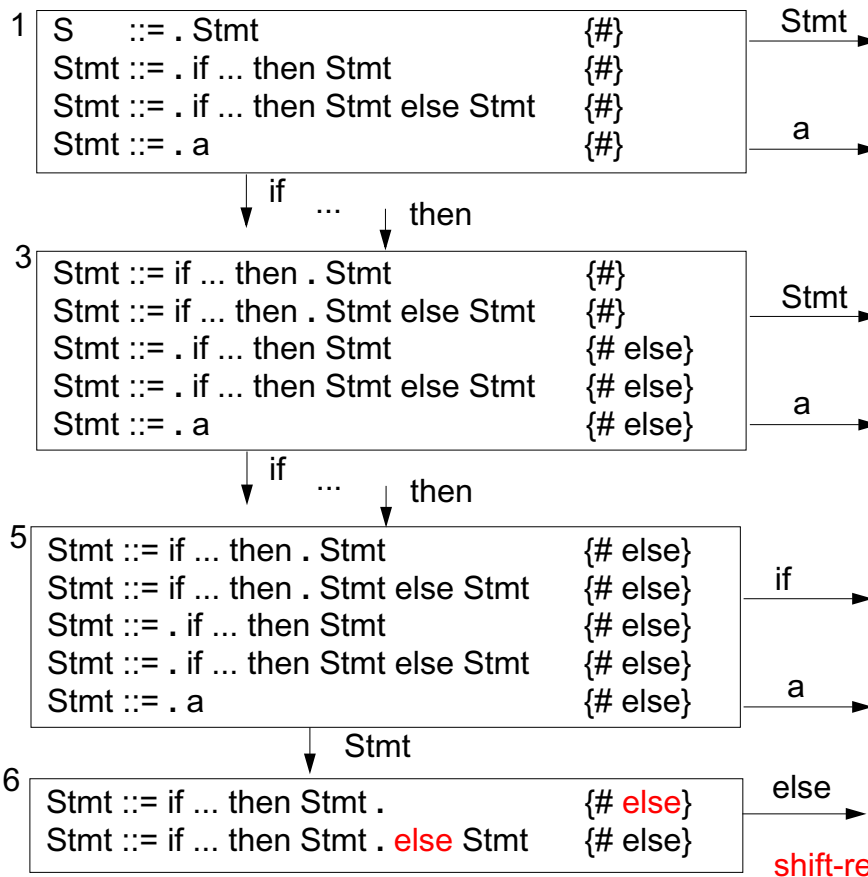 1
S ::= . Stmt {#}
Stmt ::= . if ... then Stmt {#}
Stmt ::= . if ... then Stmt else Stmt {#}
Stmt ::= . a {#}
Stmt
a
if ... then
3
Stmt ::= if ... then . Stmt {#}
Stmt ::= if ... then . Stmt else Stmt {#}
Stmt ::= . if ... then Stmt {# else}
Stmt ::= . if ... then Stmt else Stmt {# else}
Stmt ::= . a {# else}
Stmt
a
if ... then
5
Stmt ::= if ... then . Stmt {# else}
Stmt ::= if ... then . Stmt else Stmt {# else}
Stmt ::= . if ... then Stmt {# else}
Stmt ::= . if ... then Stmt else Stmt {# else}
Stmt ::= . a {# else}
if
a
Stmt
6
Stmt ::= if ... then Stmt . {# else}
Stmt ::= if ... then Stmt . else Stmt {# else}
else
shift-re